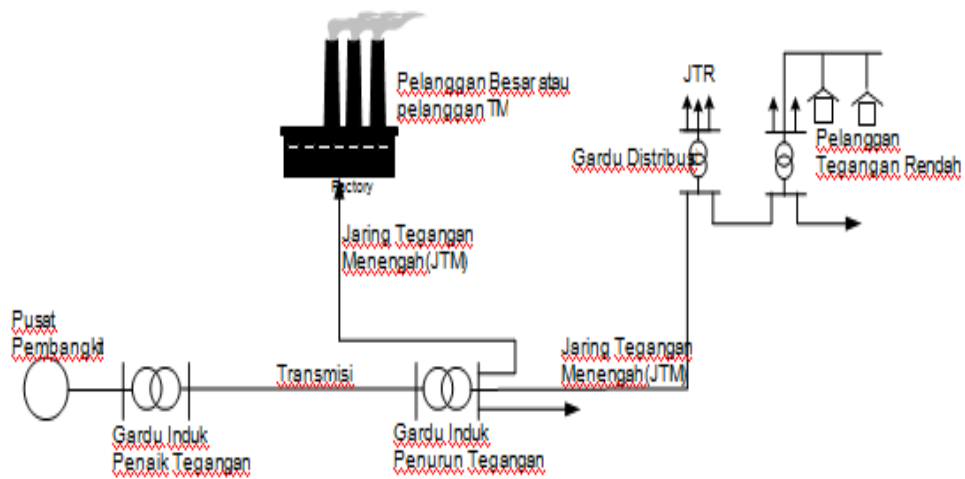 Pelanggan Besar atau
pelanggan TM
Factory
JTR
Gardu Distribusi
Pelanggan
Tegangan Rendah
Jaring Tegangan
Menengah(JTM)
Pusat
Pembangkit
Transmisi
Jaring Tegangan
Menengah(JTM)
Gardu Induk
Penaik Tegangan
Gardu Induk
Penurun Tegangan